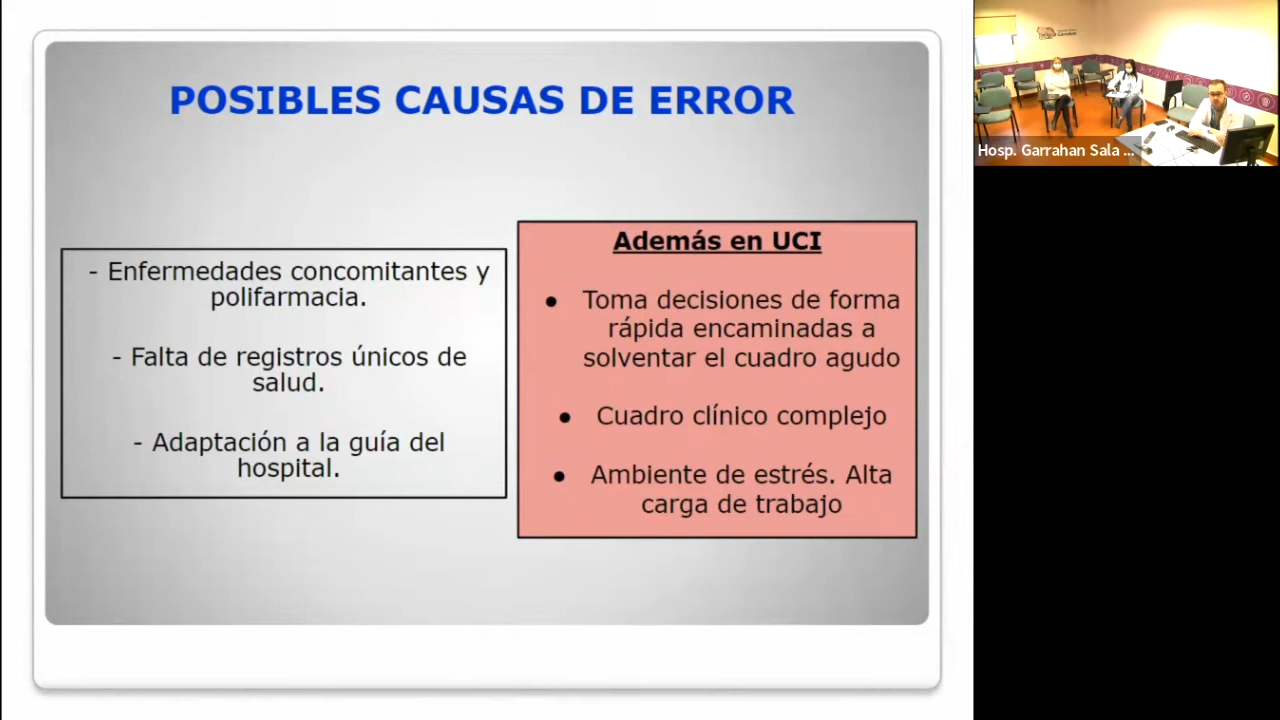 POSIBLES CAUSAS DE ERROR
- Enfermedades concomitantes y
polifarmacia.
- Falta de registros únicos de
salud.
- Adaptación a la guía del
hospital.
Además en UCI
● Toma decisiones de forma
rápida encaminadas a
solventar el cuadro agudo
● Cuadro clínico complejo
● Ambiente de estrés. Alta
carga de trabajo
Hosp. Garrahan Sala ...